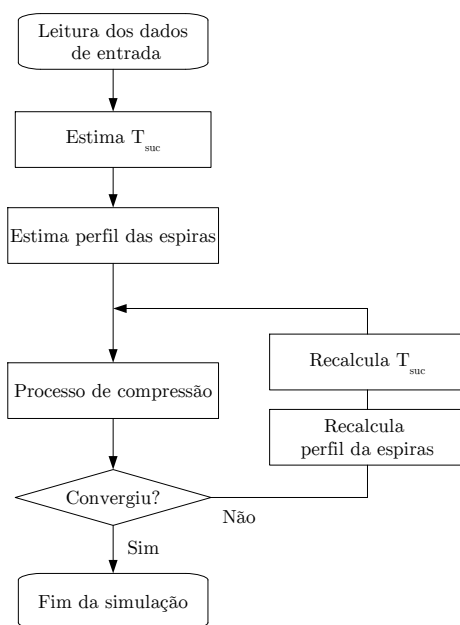 Leitura dos dados
de entrada
Estima T_suc
Estima perfil das espiras
Processo de compressão
Recalcula T_suc
Recalcula
perfil da espiras
Convergiu?
Não
Sim
Fim da simulação